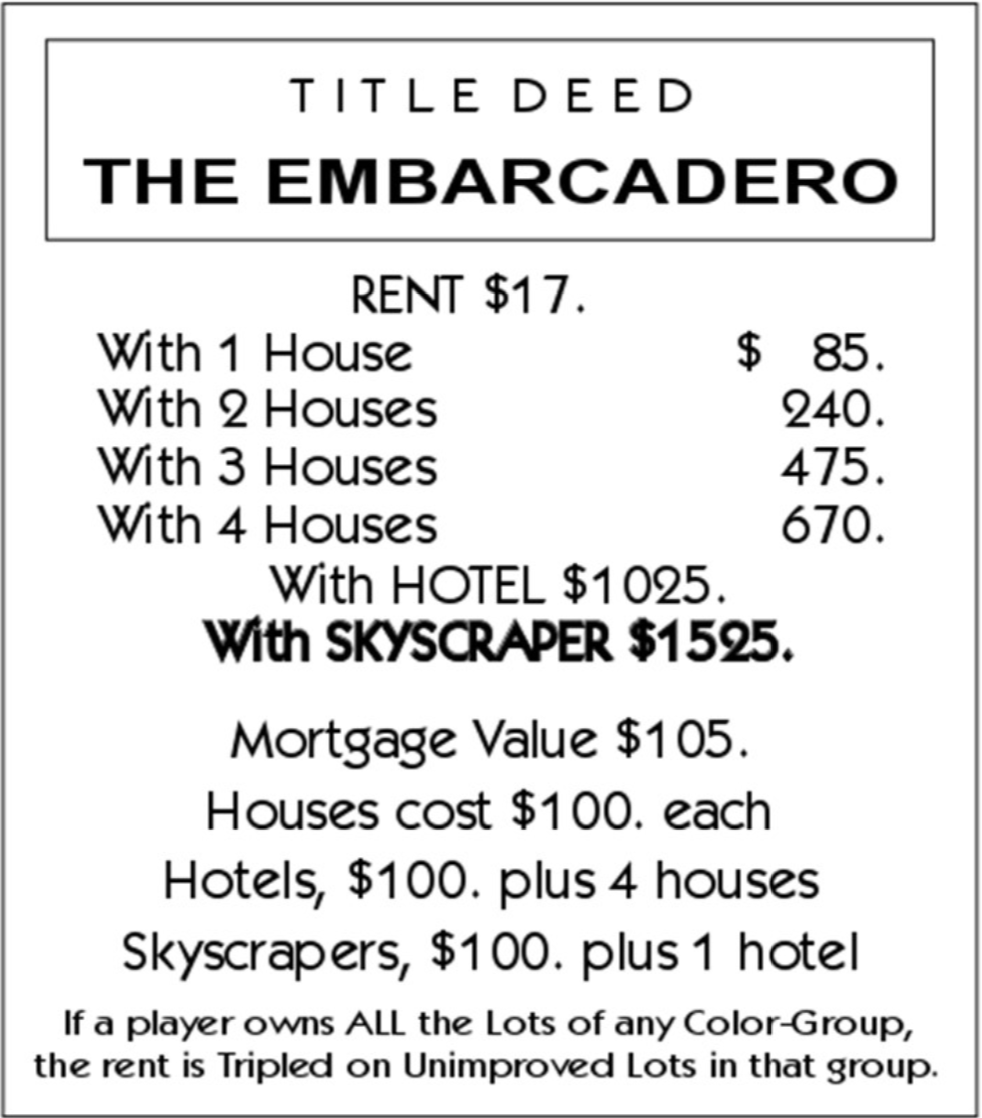 TITLE DEED
THE EMBARCADERO
RENT $17.
With 1 House $ 85.
With 2 Houses 240.
With 3 Houses 475.
With 4 Houses 670.
With HOTEL $1025.
With SKYSCRAPER $1525.
Mortgage Value $105.
Houses cost $100. each
Hotels, $100. plus 4 houses
Skyscrapers, $100. plus 1 hotel
If a player owns ALL the Lots of any Color-Group,
the rent is Tripled on Unimproved Lots in that group.